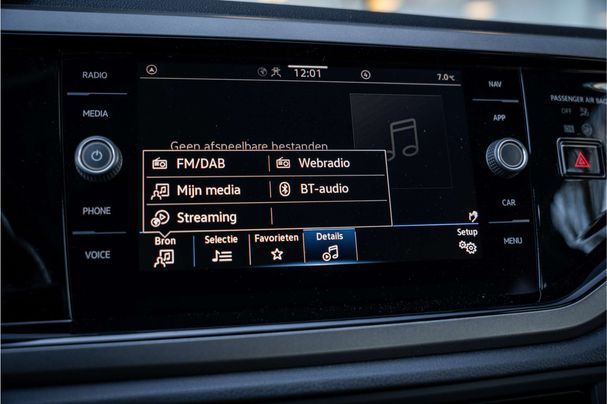 RADIO
MEDIA
PHONE
VOICE
12:01
7.0°C
Geen afspeelbare bestanden
FM/DAB
Webradio
Mijn media
BT-audio
Streaming
Bron
Selectie
Favorieten
Details
Setup
NAV
APP
CAR
MENU
PASSENGER AIR BAG
OFF